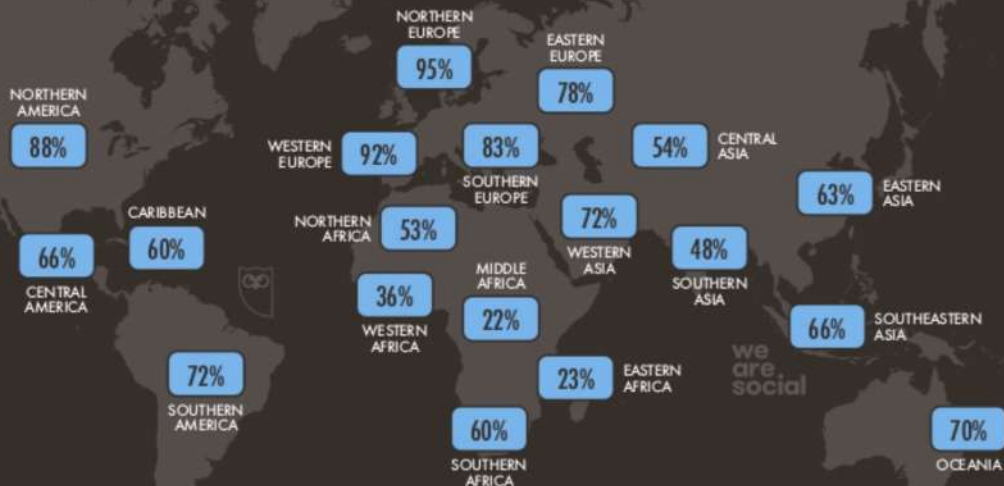 NORTHERN
EUROPE
95%
EASTERN
EUROPE
78%
NORTHERN
AMERICA
88%
WESTERN
EUROPE
92%
83%
SOUTHERN
EUROPE
54%
CENTRAL
ASIA
63%
EASTERN
ASIA
CARIBBEAN
60%
NORTHERN
AFRICA
53%
72%
WESTERN
ASIA
48%
SOUTHERN
ASIA
66%
CENTRAL
AMERICA
36%
WESTERN
AFRICA
MIDDLE
AFRICA
22%
66%
SOUTHEASTERN
ASIA
we
are
social
72%
SOUTHERN
AMERICA
23%
EASTERN
AFRICA
60%
SOUTHERN
AFRICA
70%
OCEANIA